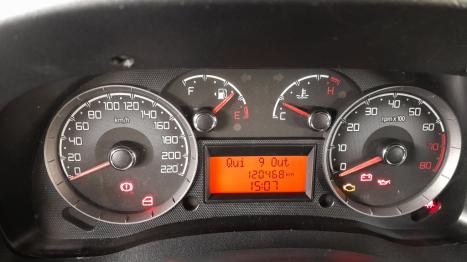 F E
C H
0 20 40 60 80 100 120 140 160 180 200 220
km/h
Qui 9 Out
120468 km
15:07
0 10 20 30 40 50 60 70 80
rpm x 100